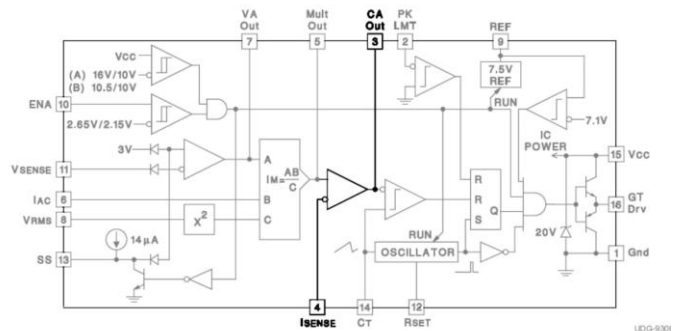 VA Out
7
Mult Out
5
CA Out
3
PK LMT
2
REF
9
VCC
(A) 16V/10V
(B) 10.5/10V
ENA
10
2.65V/2.15V
7.5V REF
RUN
7.1V
IC POWER
15
VCC
3V
VSENSE
11
A
IM=AB/C
B
C
IAC
6
VRMS
8
X²
R
R
S
Q
16
GT Drv
20V
14µA
SS
13
RUN
OSCILLATOR
1
Gnd
4
ISENSE
14
CT
12
RSET